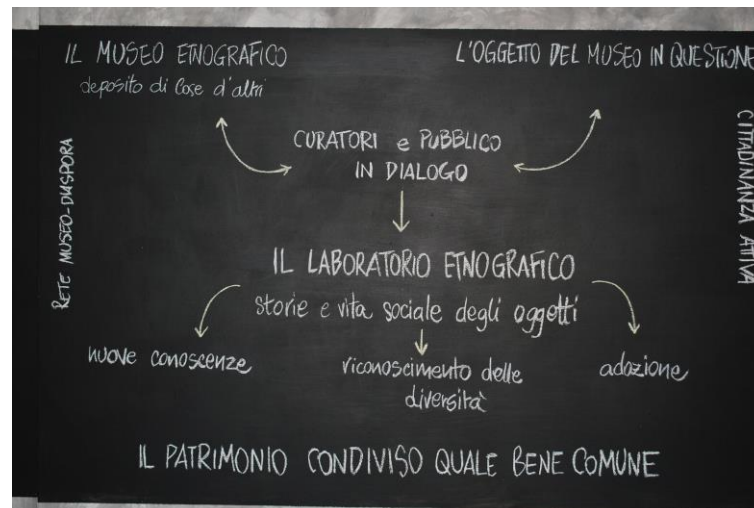 IL MUSEO ETNOGRAFICO
deposito di cose d'altri
L'OGGETTO DEL MUSEO IN QUESTIONE
CURATORI e PUBBLICO
IN DIALOGO
RETE MUSEO-DIASPORA
CITTADINANZA ATTIVA
IL LABORATORIO ETNOGRAFICO
storie e vita sociale degli oggetti
nuove conoscenze
riconoscimento delle
diversità
adozione
IL PATRIMONIO CONDIVISO QUALE BENE COMUNE